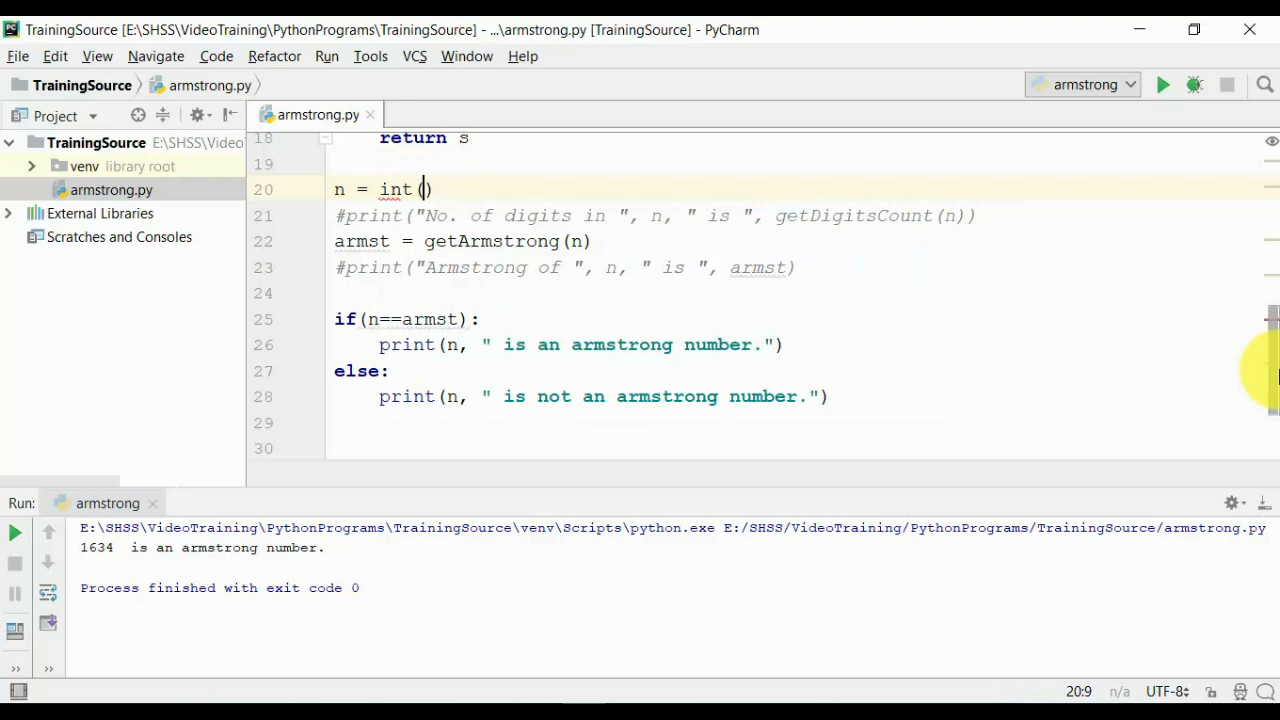 TrainingSource [E:\SHSS\VideoTraining\PythonPrograms\TrainingSource] - ...\armstrong.py [TrainingSource] - PyCharm
File Edit View Navigate Code Refactor Run Tools VCS Window Help
TrainingSource armstrong.py armstrong
Project armstrong.py
18 return s
TrainingSource E:\SHSS\Video
19
venv library root
20 n = int()
armstrong.py
21 #print("No. of digits in ", n, " is ", getDigitsCount(n))
External Libraries
22 armst = getArmstrong(n)
Scratches and Consoles
23 #print("Armstrong of ", n, " is ", armst)
24
25 if(n==armst):
26 print(n, " is an armstrong number.")
27 else:
28 print(n, " is not an armstrong number.")
29
30
Run: armstrong
E:\SHSS\VideoTraining\PythonPrograms\TrainingSource\venv\Scripts\python.exe E:/SHSS/VideoTraining/PythonPrograms/TrainingSource/armstrong.py
1634  is an armstrong number.
Process finished with exit code 0
20:9 n/a UTF-8